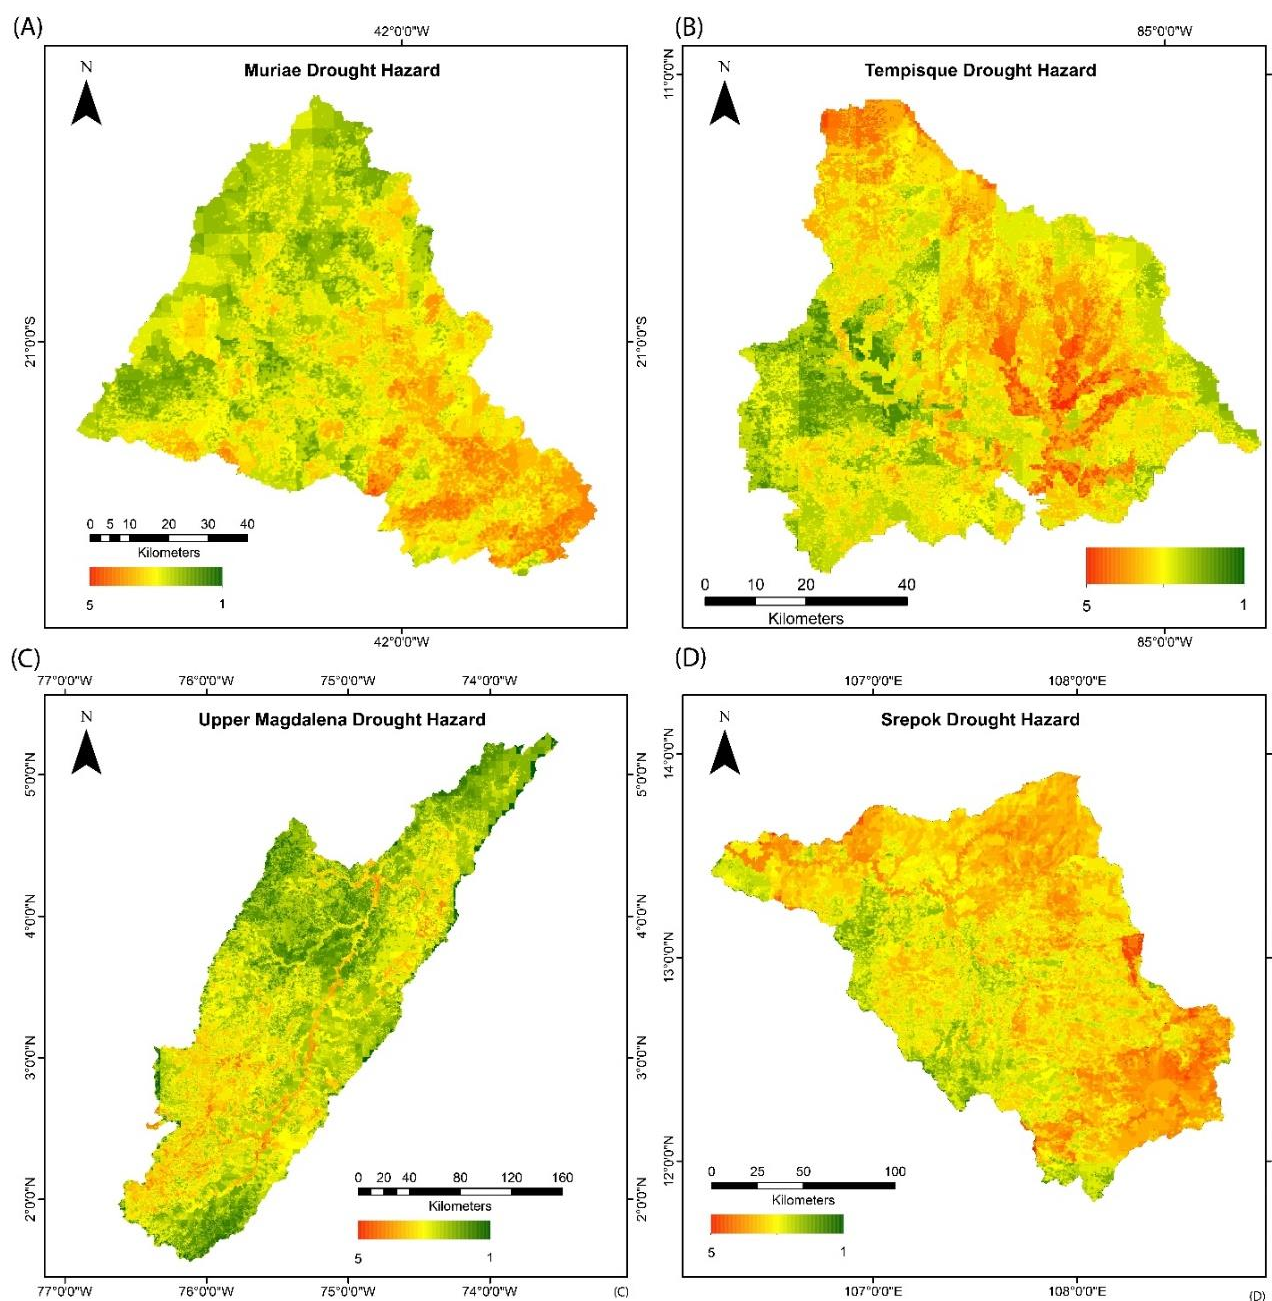 (A)
42°0'0"W
N
Muriae Drought Hazard
21°0'0"S
21°0'0"S
0 5 10 20 30 40
Kilometers
5 1
42°0'0"W
(B)
85°0'0"W
11°0'0"N
N
Tempisque Drought Hazard
0 10 20 40
Kilometers
5 1
85°0'0"W
(C)
77°0'0"W 76°0'0"W 75°0'0"W 74°0'0"W
N
Upper Magdalena Drought Hazard
5°0'0"N 5°0'0"N
4°0'0"N 4°0'0"N
3°0'0"N 3°0'0"N
2°0'0"N 2°0'0"N
0 20 40 80 120 160
Kilometers
5 1
77°0'0"W 76°0'0"W 75°0'0"W 74°0'0"W
(C)
(D)
107°0'0"E 108°0'0"E
N
Srepok Drought Hazard
14°0'0"N
13°0'0"N
12°0'0"N
0 25 50 100
Kilometers
5 1
107°0'0"E 108°0'0"E
(D)